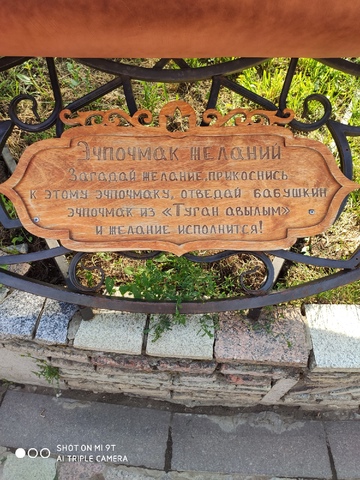 Эчпочмак желаний
Загадай желание, прикоснись
к этому эчпочмаку, отведай бабушкин
эчпочмак из «Туган авылым»
и желание исполнится!
SHOT ON MI 9T
AI TRIPLE CAMERA